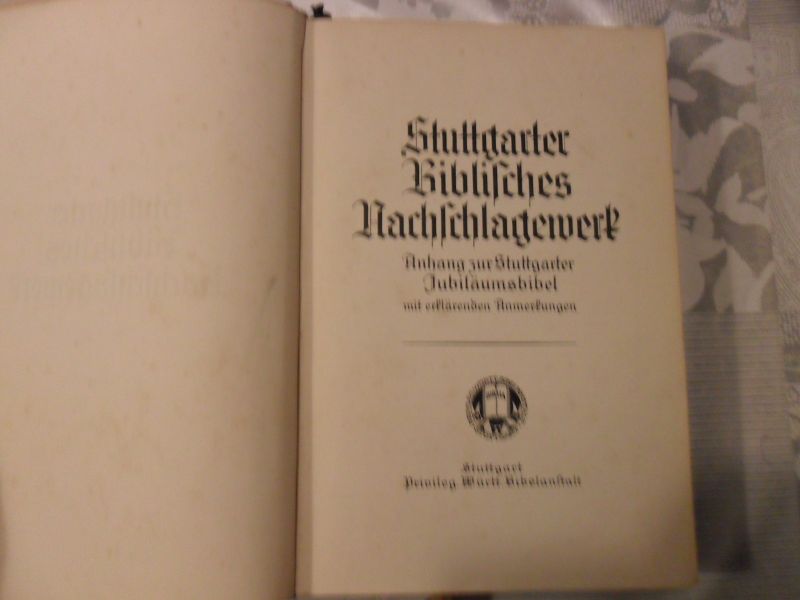 Stuttgarter
Biblisches
Nachschlagewerk
Anhang zur Stuttgarter
Jubiläumsbibel
mit erklärenden Anmerkungen
Stuttgart
Privileg Württ Bibelanstalt